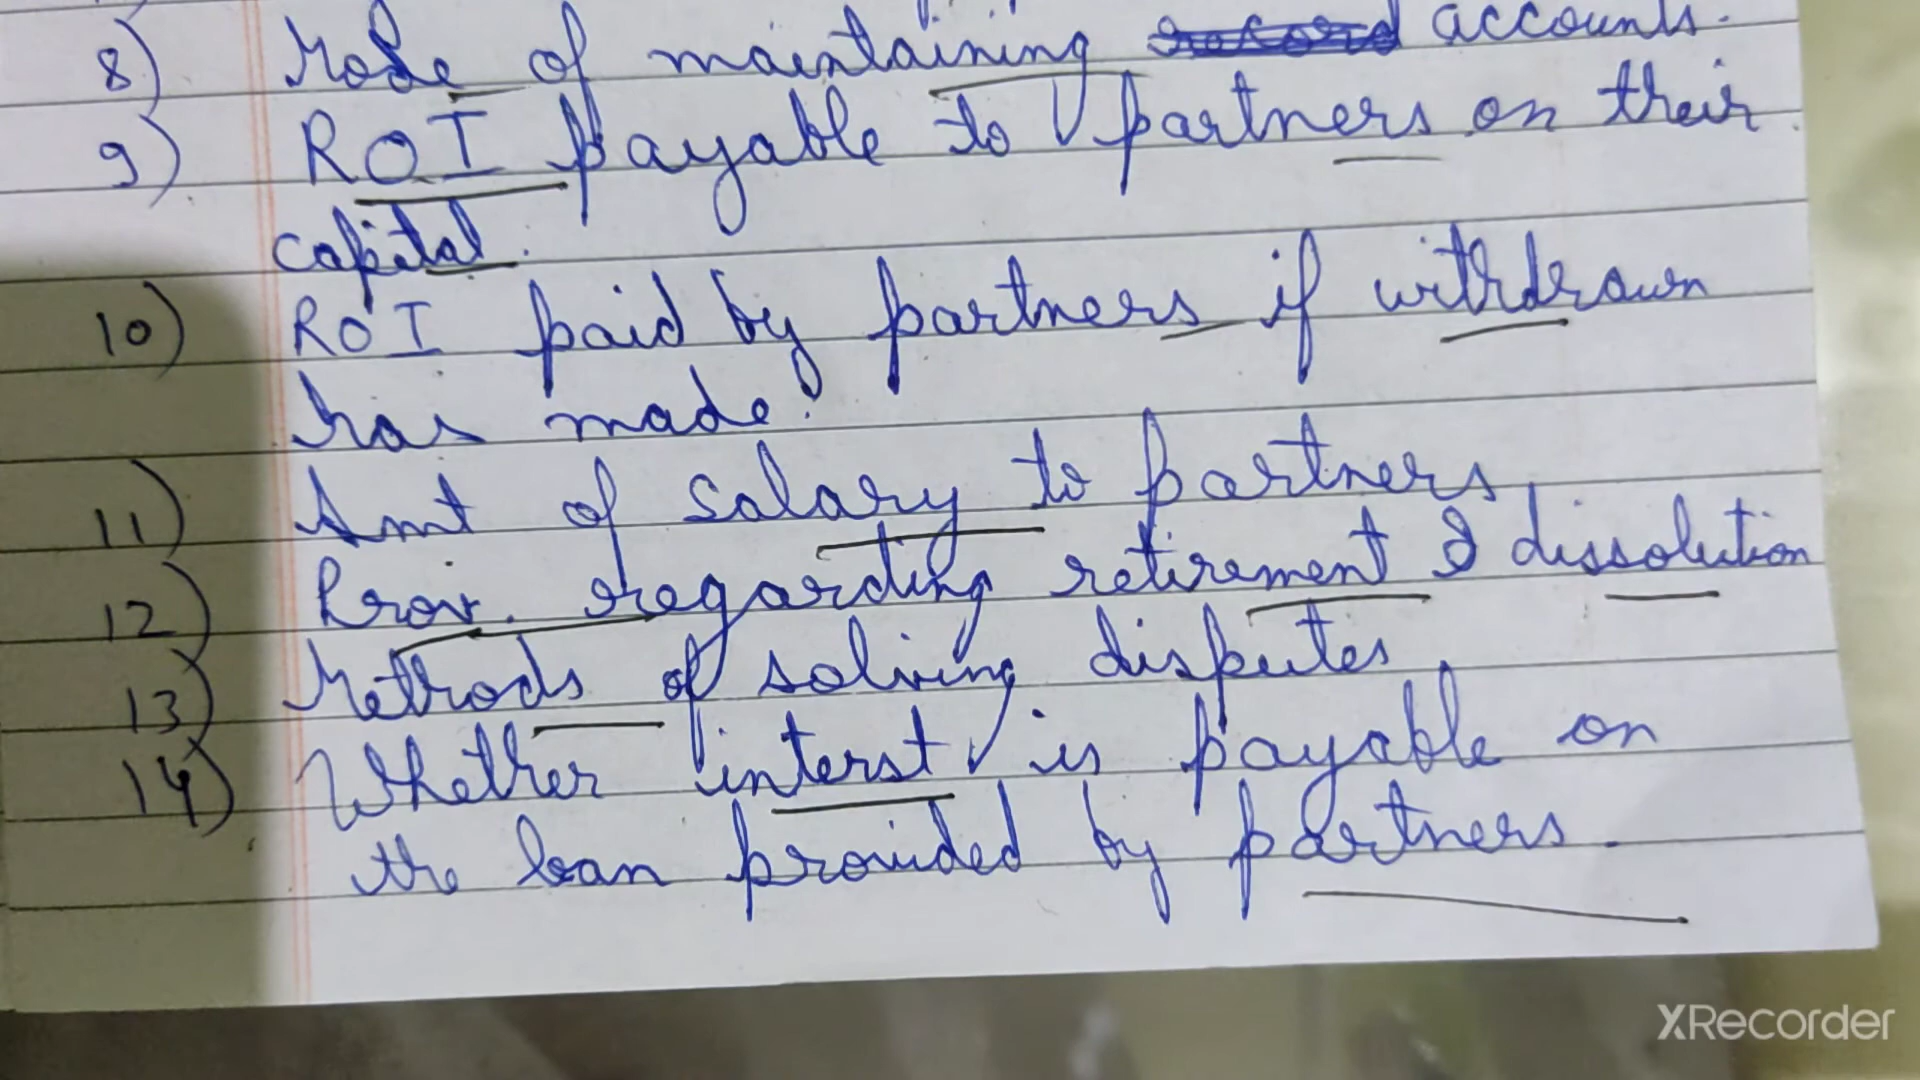 8) Mode of maintaining accounts.
9) ROI payable to partners on their
capital.
10) ROI paid by partners if withdrawn
has made.
11) Amt of salary to partners
12) Prov. regarding retirement & dissolution
13) Methods of solving disputes
14) Whether interst is payable on
the loan provided by partners.
XRecorder